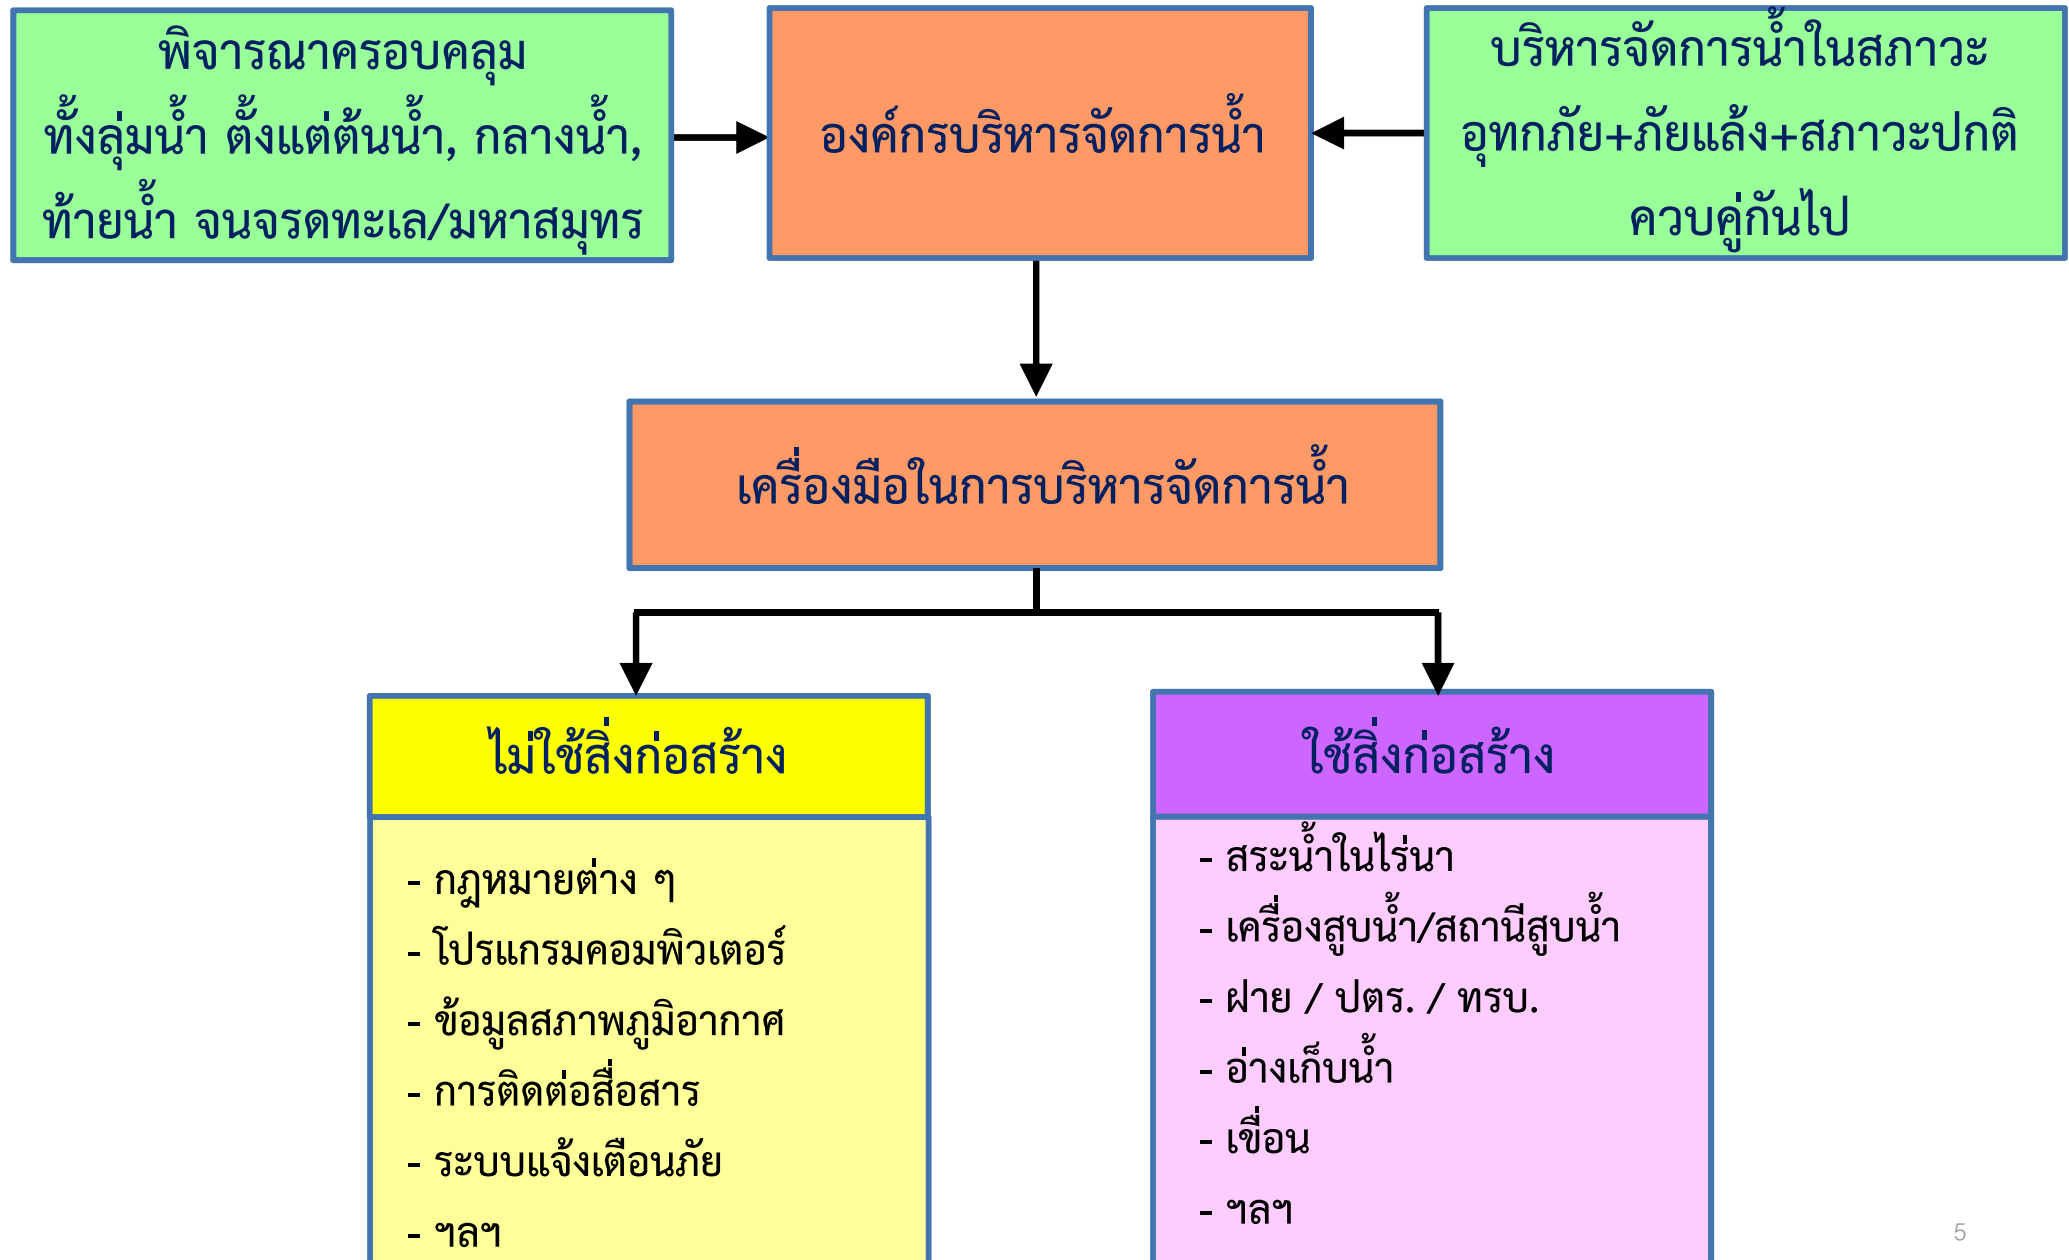 พิจารณาครอบคลุม
ทั้งลุ่มน้ำ ตั้งแต่ต้นน้ำ, กลางน้ำ,
ท้ายน้ำ จนจรดทะเล/มหาสมุทร
องค์กรบริหารจัดการน้ำ
บริหารจัดการน้ำในสภาวะ
อุทกภัย+ภัยแล้ง+สภาวะปกติ
ควบคู่กันไป
เครื่องมือในการบริหารจัดการน้ำ
ไม่ใช้สิ่งก่อสร้าง
- กฎหมายต่าง ๆ
- โปรแกรมคอมพิวเตอร์
- ข้อมูลสภาพภูมิอากาศ
- การติดต่อสื่อสาร
- ระบบแจ้งเตือนภัย
- ฯลฯ
ใช้สิ่งก่อสร้าง
- สระน้ำในไร่นา
- เครื่องสูบน้ำ/สถานีสูบน้ำ
- ฝาย / ปตร. / ทรบ.
- อ่างเก็บน้ำ
- เขื่อน
- ฯลฯ
5